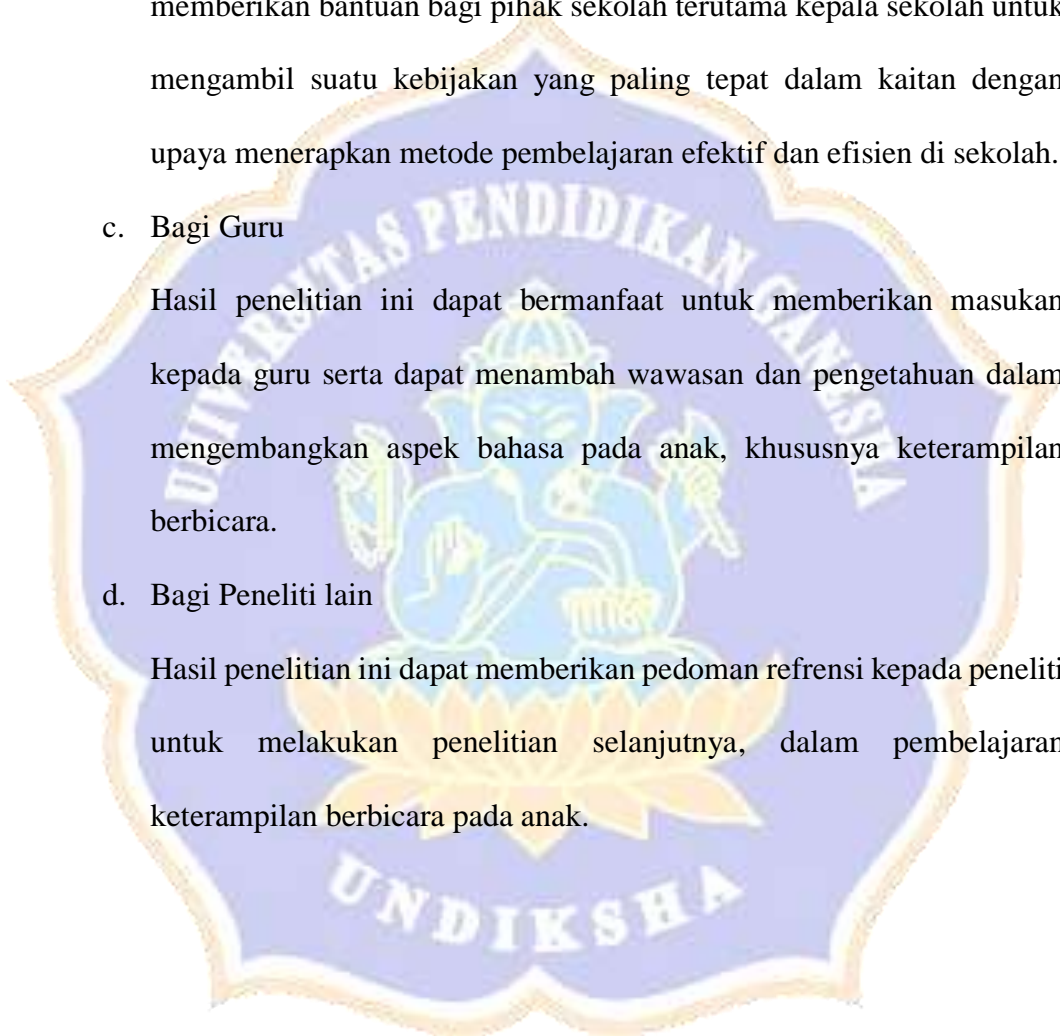 memberikan bantuan bagi pihak sekolah terutama kepala sekolah untuk
mengambil suatu kebijakan yang paling tepat dalam kaitan dengan
upaya menerapkan metode pembelajaran efektif dan efisien di sekolah.
c. Bagi Guru
Hasil penelitian ini dapat bermanfaat untuk memberikan masukan
kepada guru serta dapat menambah wawasan dan pengetahuan dalam
mengembangkan aspek bahasa pada anak, khususnya keterampilan
berbicara.
d. Bagi Peneliti lain
Hasil penelitian ini dapat memberikan pedoman refrensi kepada peneliti
untuk melakukan penelitian selanjutnya, dalam pembelajaran
keterampilan berbicara pada anak.
UNIVERSITAS PENDIDIKAN GANESHA
UNDIKSHA